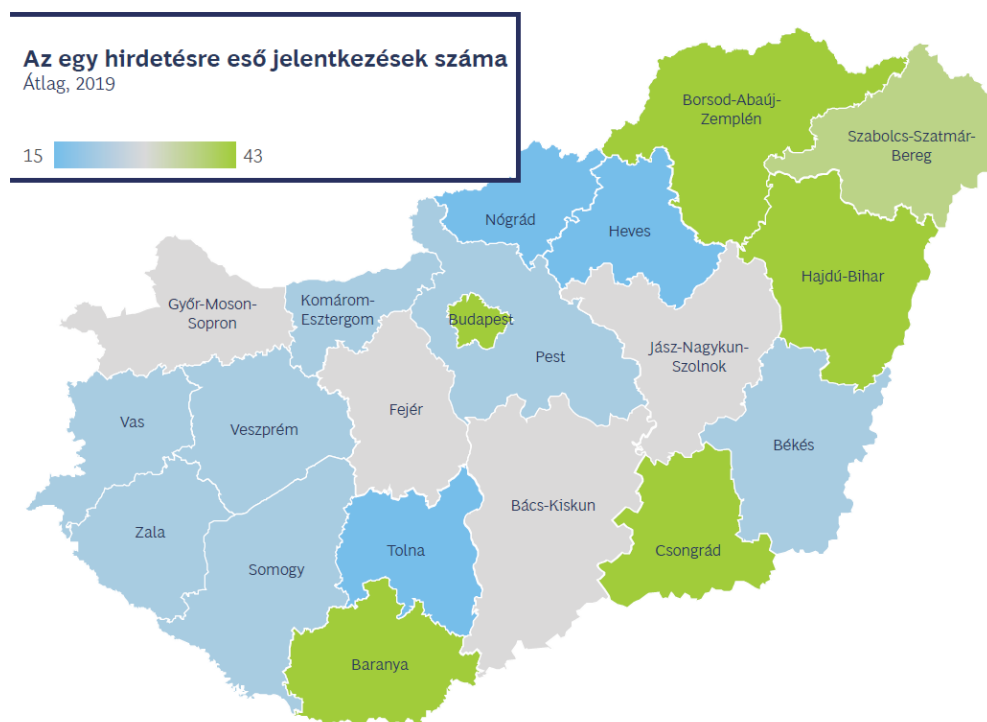 Az egy hirdetésre eső jelentkezések száma
Átlag, 2019
15
43
Borsod-Abaúj-
Zemplén
Szabolcs-Szatmár-
Bereg
Nógrád
Heves
Hajdú-Bihar
Győr-Moson-
Sopron
Komárom-
Esztergom
Budapest
Pest
Jász-Nagykun-
Szolnok
Vas
Veszprém
Fejér
Békés
Zala
Somogy
Tolna
Bács-Kiskun
Csongrád
Baranya